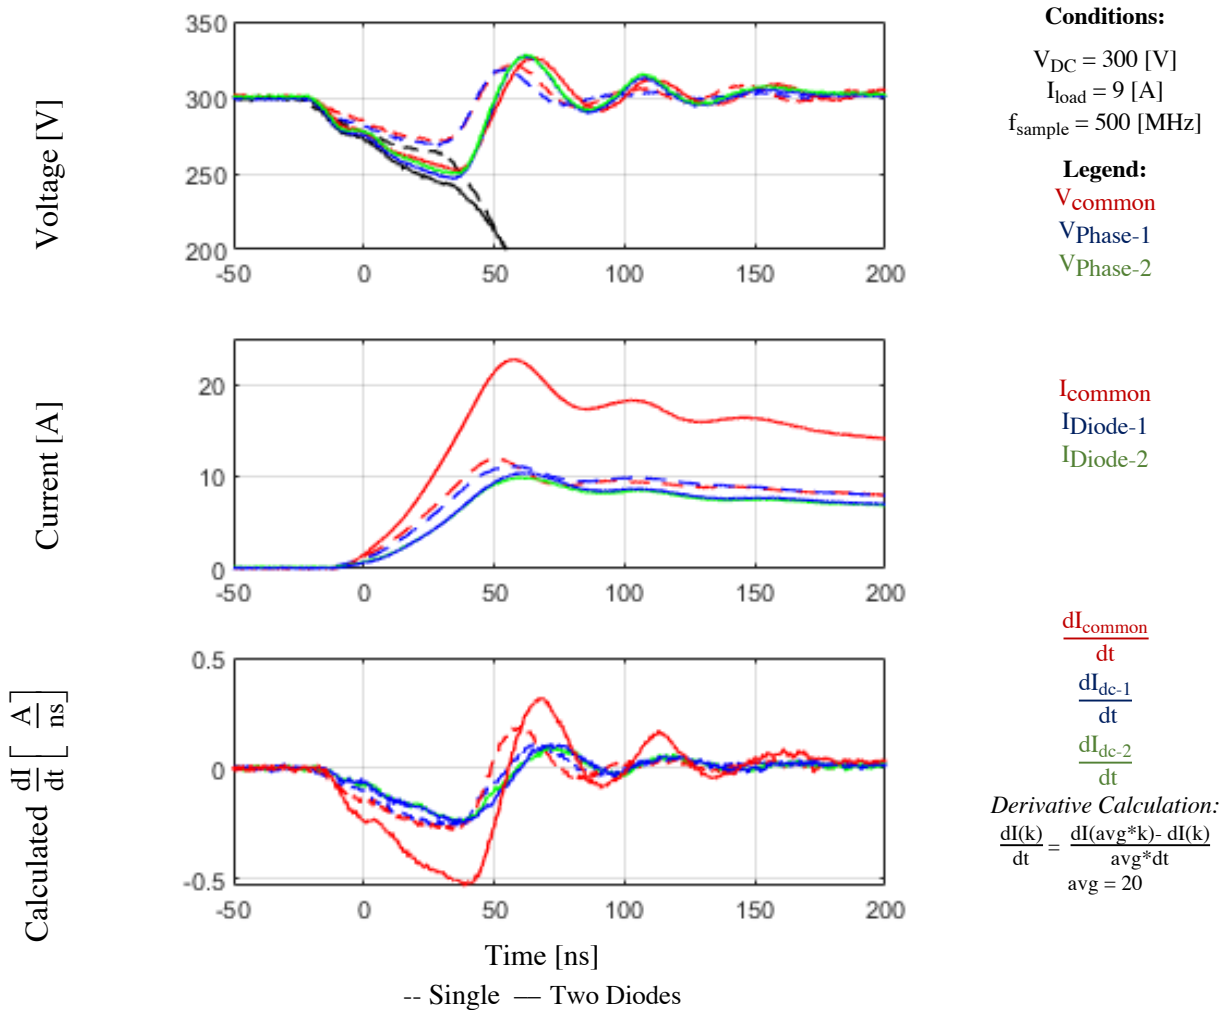 350
300
250
200
-50 0 50 100 150 200
Voltage [V]
Conditions:
V_DC = 300 [V]
I_load = 9 [A]
f_sample = 500 [MHz]
Legend:
V_common
V_Phase-1
V_Phase-2
20
10
0
-50 0 50 100 150 200
Current [A]
I_common
I_Diode-1
I_Diode-2
0.5
0
-0.5
-50 0 50 100 150 200
Calculated dI/dt [A/ns]
dI_common/dt
dI_dc-1/dt
dI_dc-2/dt
Derivative Calculation:
dI(k)/dt = dI(avg*k)- dI(k)/avg*dt
avg = 20
Time [ns]
-- Single — Two Diodes